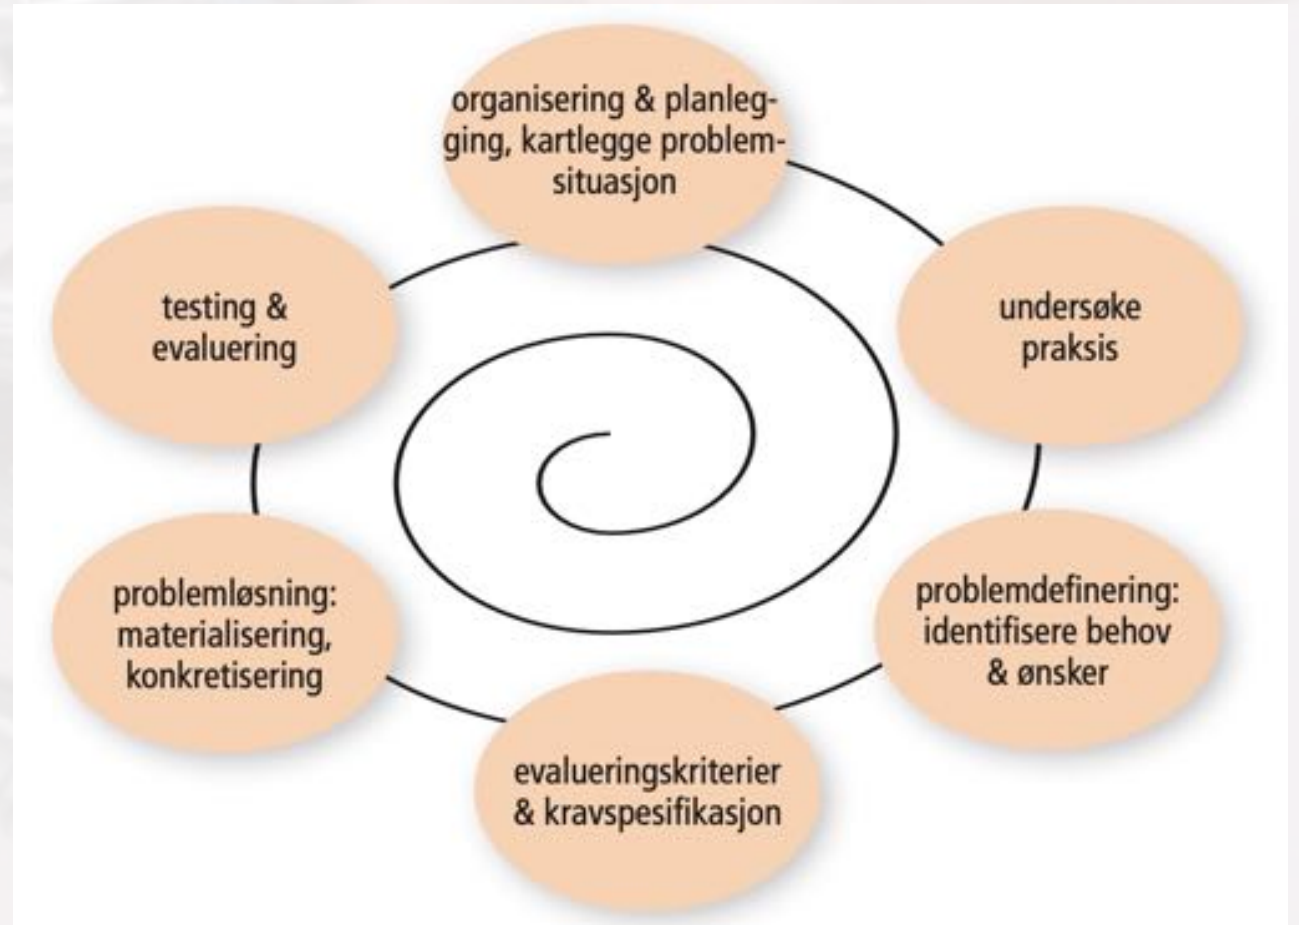 organisering & planleg-
ging, kartlegge problem-
situasjon
undersøke
praksis
problemdefinering:
identifisere behov
& ønsker
evalueringskriterier
& kravspesifikasjon
problemløsning:
materialisering,
konkretisering
testing &
evaluering